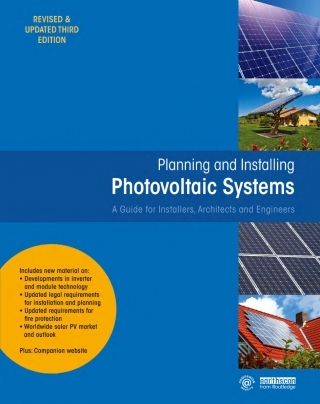 REVISED &
UPDATED THIRD
EDITION
Planning and Installing
Photovoltaic Systems
A Guide for Installers, Architects and Engineers
Includes new material on:
• Developments in inverter
and module technology
• Updated legal requirements
for installation and planning
• Updated requirements for
fire protection
• Worldwide solar PV market
and outlook
Plus: Companion website
earthscan
from Routledge